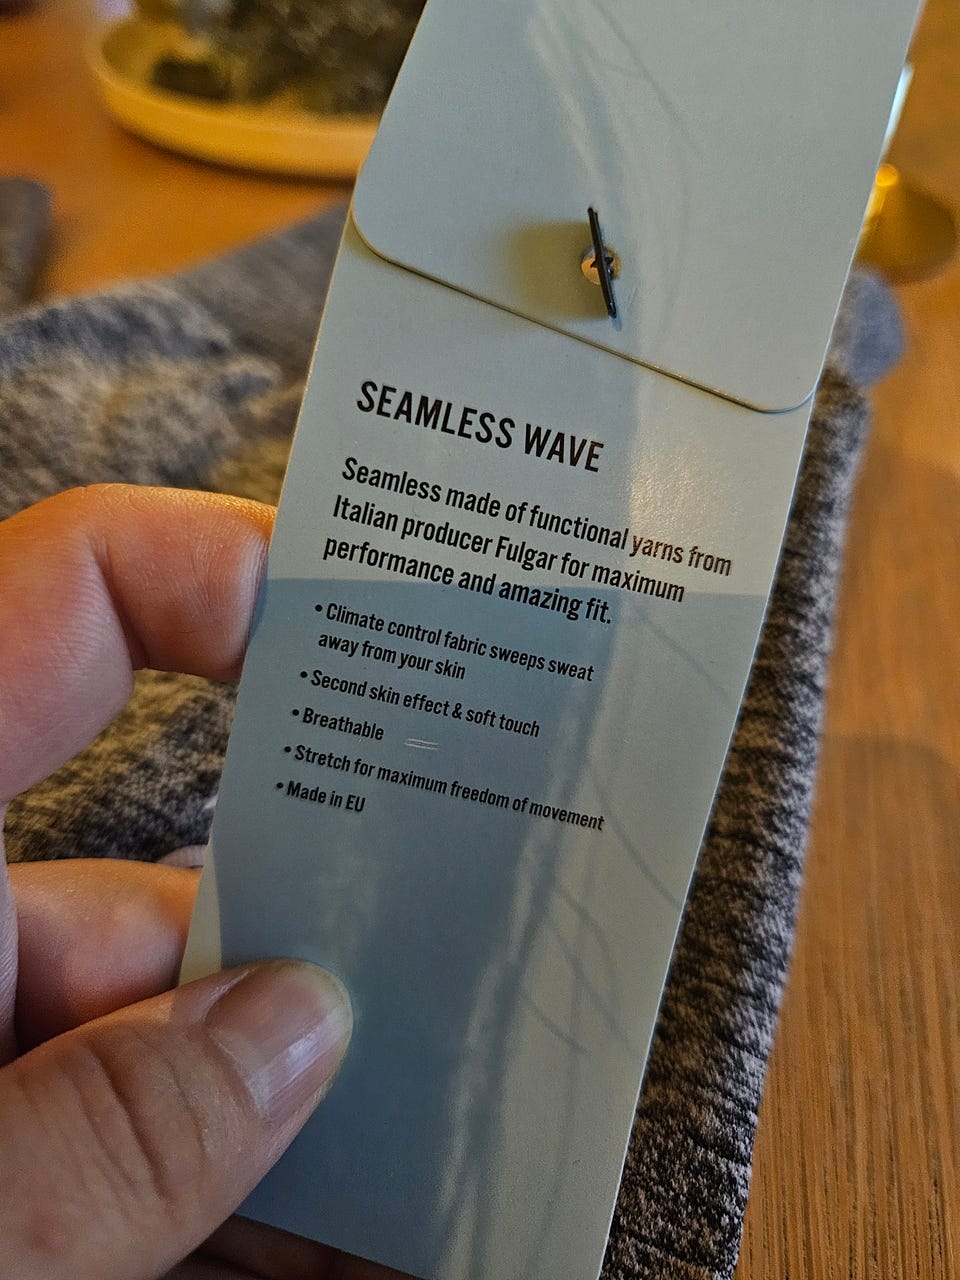 SEAMLESS WAVE
Seamless made of functional yarns from
Italian producer Fulgar for maximum
performance and amazing fit.
• Climate control fabric sweeps sweat
away from your skin
• Second skin effect & soft touch
• Breathable
• Stretch for maximum freedom of movement
• Made in EU